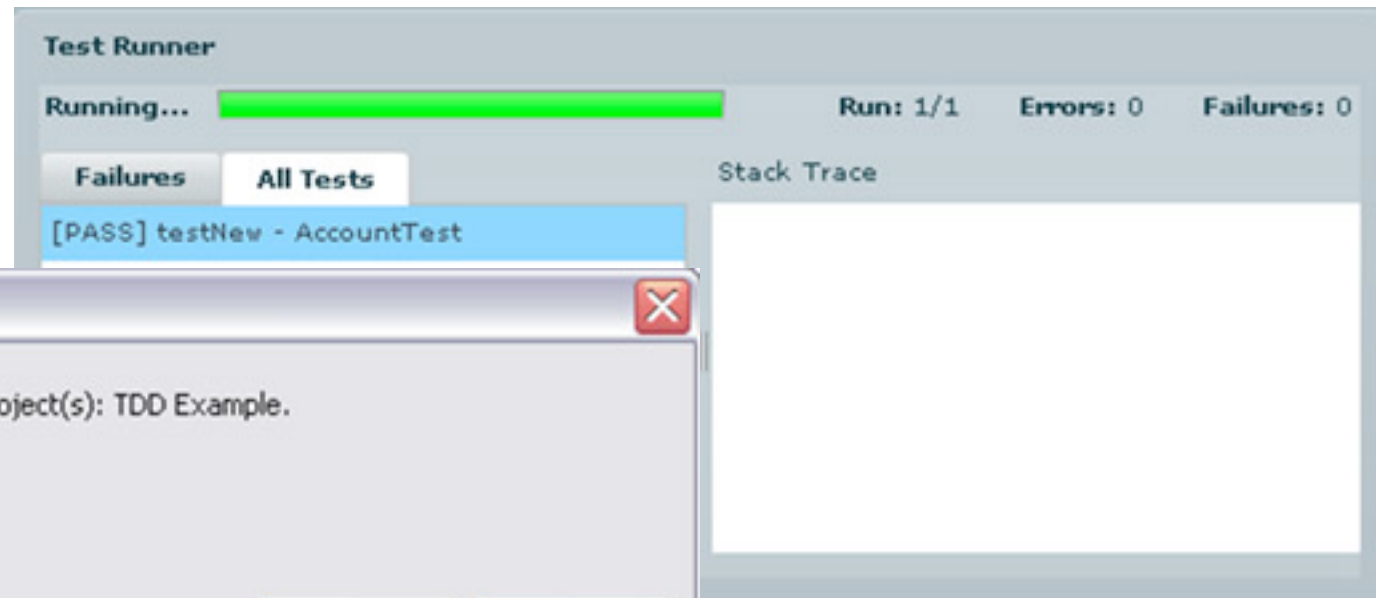 Test Runner
Running... Run: 1/1 Errors: 0 Failures: 0
Failures All Tests
Stack Trace
[PASS] testNew - AccountTest
(s): TDD Example.